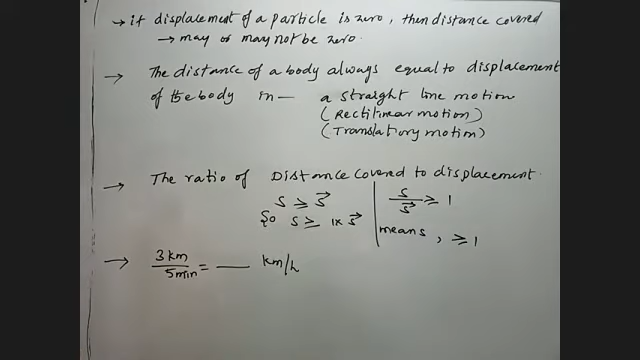 → if displacement of a particle is zero, then distance covered
→ may or may not be zero.
→ The distance of a body always equal to displacement
of the body in — a straight line motion
(Rectilinear motion)
(Translatory motion)
→ The ratio of Distance covered to displacement.
S ≥ S⃗
So S ≥ 1x S⃗
S/S⃗ ≥ 1
means, ≥ 1
→ 3 km/5 min = ___ km/h